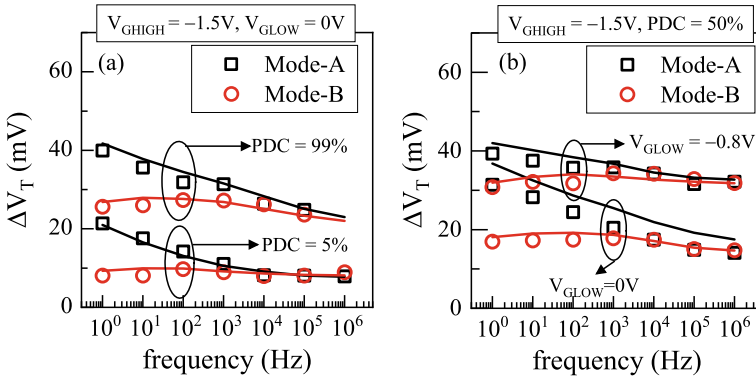 V_GHIGH = −1.5V, V_GLOW = 0V
(a)
Mode-A
Mode-B
PDC = 99%
PDC = 5%
ΔV_T (mV)
60
40
20
0
10^0 10^1 10^2 10^3 10^4 10^5 10^6
frequency (Hz)
V_GHIGH = −1.5V, PDC = 50%
(b)
Mode-A
Mode-B
V_GLOW = −0.8V
V_GLOW=0V
ΔV_T (mV)
60
40
20
0
10^0 10^1 10^2 10^3 10^4 10^5 10^6
frequency (Hz)